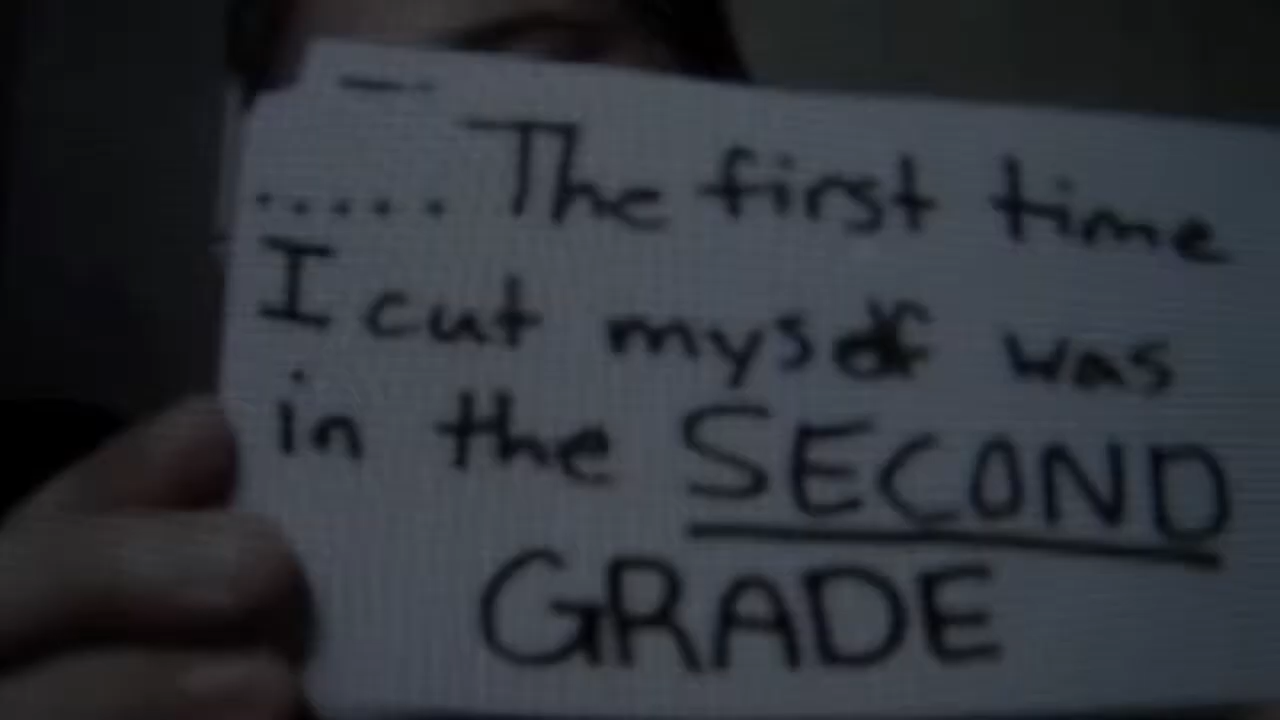 ..... The first time
I cut myself was
in the SECOND
GRADE